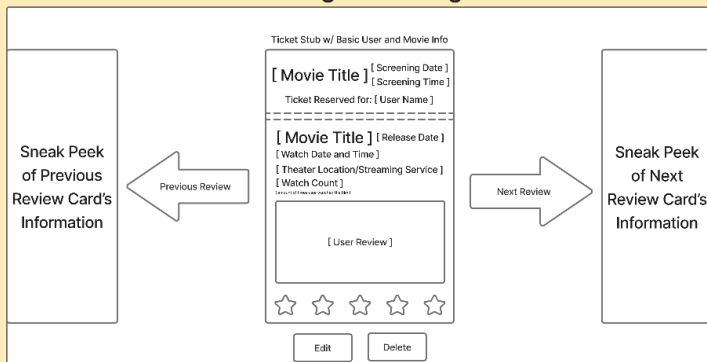 Ticket Stub w/ Basic User and Movie Info
[ Movie Title ] [ Screening Date ]
[ Screening Time ]
Ticket Reserved for: [ User Name ]
[ Movie Title ] [ Release Date ]
[ Watch Date and Time ]
[ Theater Location/Streaming Service ]
[ Watch Count ]
[ User Review ]
Sneak Peek
of Previous
Review Card's
Information
Previous Review
Next Review
Sneak Peek
of Next
Review Card's
Information
Edit
Delete